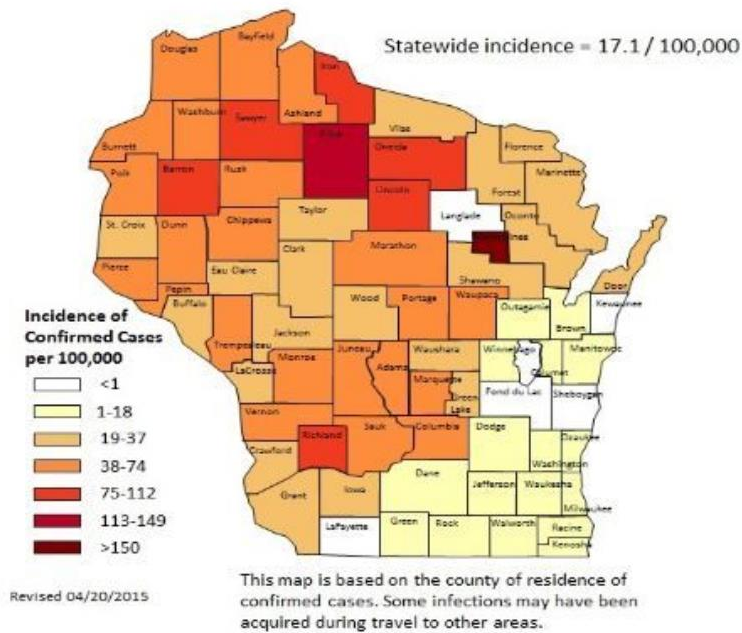 Statewide incidence = 17.1 / 100,000
Bayfield
Douglas
Iron
Ashland
Washburn
Sawyer
Vilas
Florence
Burnett
Oneida
Marinette
Polk
Barron
Rusk
Forest
Lincoln
Langlade
Oconto
Taylor
St. Croix
Dunn
Chippewa
Marathon
Clark
Pierce
Eau Claire
Shawano
Door
Pepin
Buffalo
Wood
Portage
Waupaca
Outagamie
Kewaunee
Brown
Trempealeau
Jackson
Juneau
Adams
Waushara
Winnebago
Manitowoc
Monroe
LaCrosse
Marquette
Green
Lake
Fond du Lac
Sheboygan
Vernon
Richland
Sauk
Columbia
Dodge
Ozaukee
Crawford
Washington
Dane
Jefferson
Waukesha
Milwaukee
Grant
Iowa
LaFayette
Green
Rock
Walworth
Racine
Kenosha
Incidence of
Confirmed Cases
per 100,000
<1
1-18
19-37
38-74
75-112
113-149
>150
Revised 04/20/2015
This map is based on the county of residence of
confirmed cases. Some infections may have been
acquired during travel to other areas.